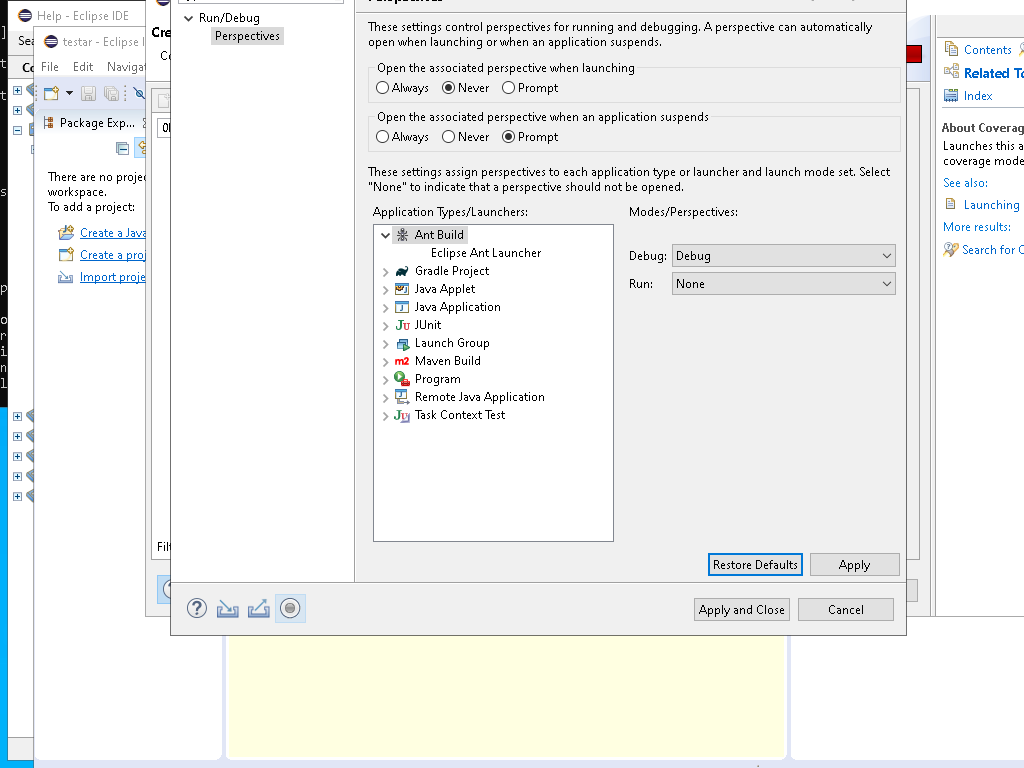 Help - Eclipse IDE
testar - Eclipse I
File Edit Navigat
Package Exp...
There are no proje
workspace.
To add a project:
Create a Java
Create a proj
Import proje
Cre
Run/Debug
Perspectives
These settings control perspectives for running and debugging. A perspective can automatically
open when launching or when an application suspends.
Open the associated perspective when launching
Always Never Prompt
Open the associated perspective when an application suspends
Always Never Prompt
These settings assign perspectives to each application type or launcher and launch mode set. Select
"None" to indicate that a perspective should not be opened.
Application Types/Launchers:
Ant Build
Eclipse Ant Launcher
Gradle Project
Java Applet
Java Application
JUnit
Launch Group
Maven Build
Program
Remote Java Application
Task Context Test
Modes/Perspectives:
Debug: Debug
Run: None
Restore Defaults Apply
Apply and Close Cancel
Filt
Contents
Related To
Index
About Coverag
Launches this a
coverage mode
See also:
Launching
More results:
Search for C